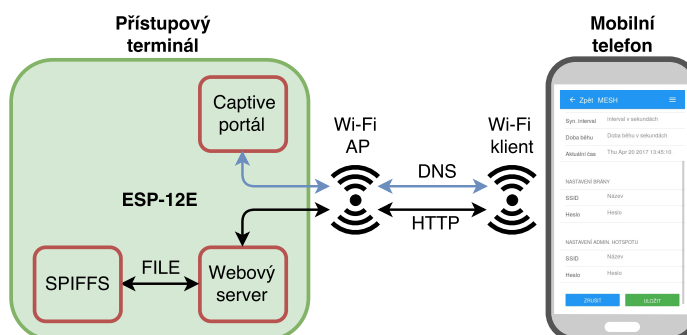 Přístupový
terminál
Mobilní
telefon
Captive
portál
Wi-Fi
AP
Wi-Fi
klient
DNS
HTTP
ESP-12E
SPIFFS
FILE
Webový
server
← Zpět MESH
Syn. interval Interval v sekundách
Doba běhu Doba běhu v sekundách
Aktuální čas Thu Apr 20 2017 13:45:10
NASTAVENÍ BRÁNY
SSID Název
Heslo Heslo
NASTAVENÍ ADMIN. HOTSPOTU
SSID Název
Heslo Heslo
ZRUŠIT ULOŽIT